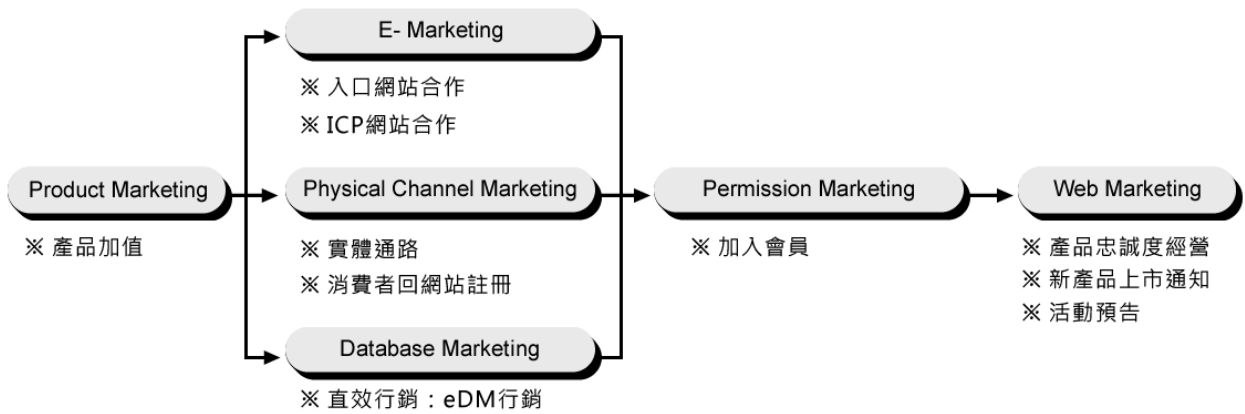 Product Marketing
※ 產品加值
E- Marketing
※ 入口網站合作
※ ICP網站合作
Physical Channel Marketing
※ 實體通路
※ 消費者回網站註冊
Database Marketing
※ 直效行銷：eDM行銷
Permission Marketing
※ 加入會員
Web Marketing
※ 產品忠誠度經營
※ 新產品上市通知
※ 活動預告